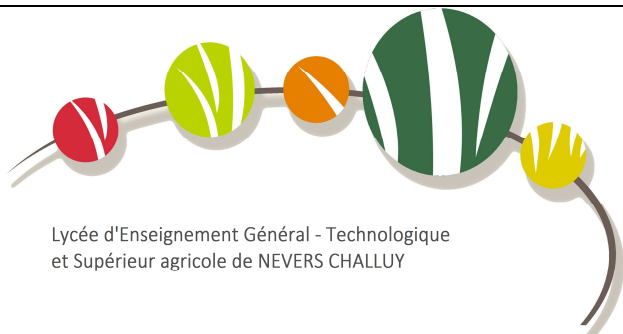 Lycée d'Enseignement Général - Technologique
et Supérieur agricole de NEVERS CHALLUY